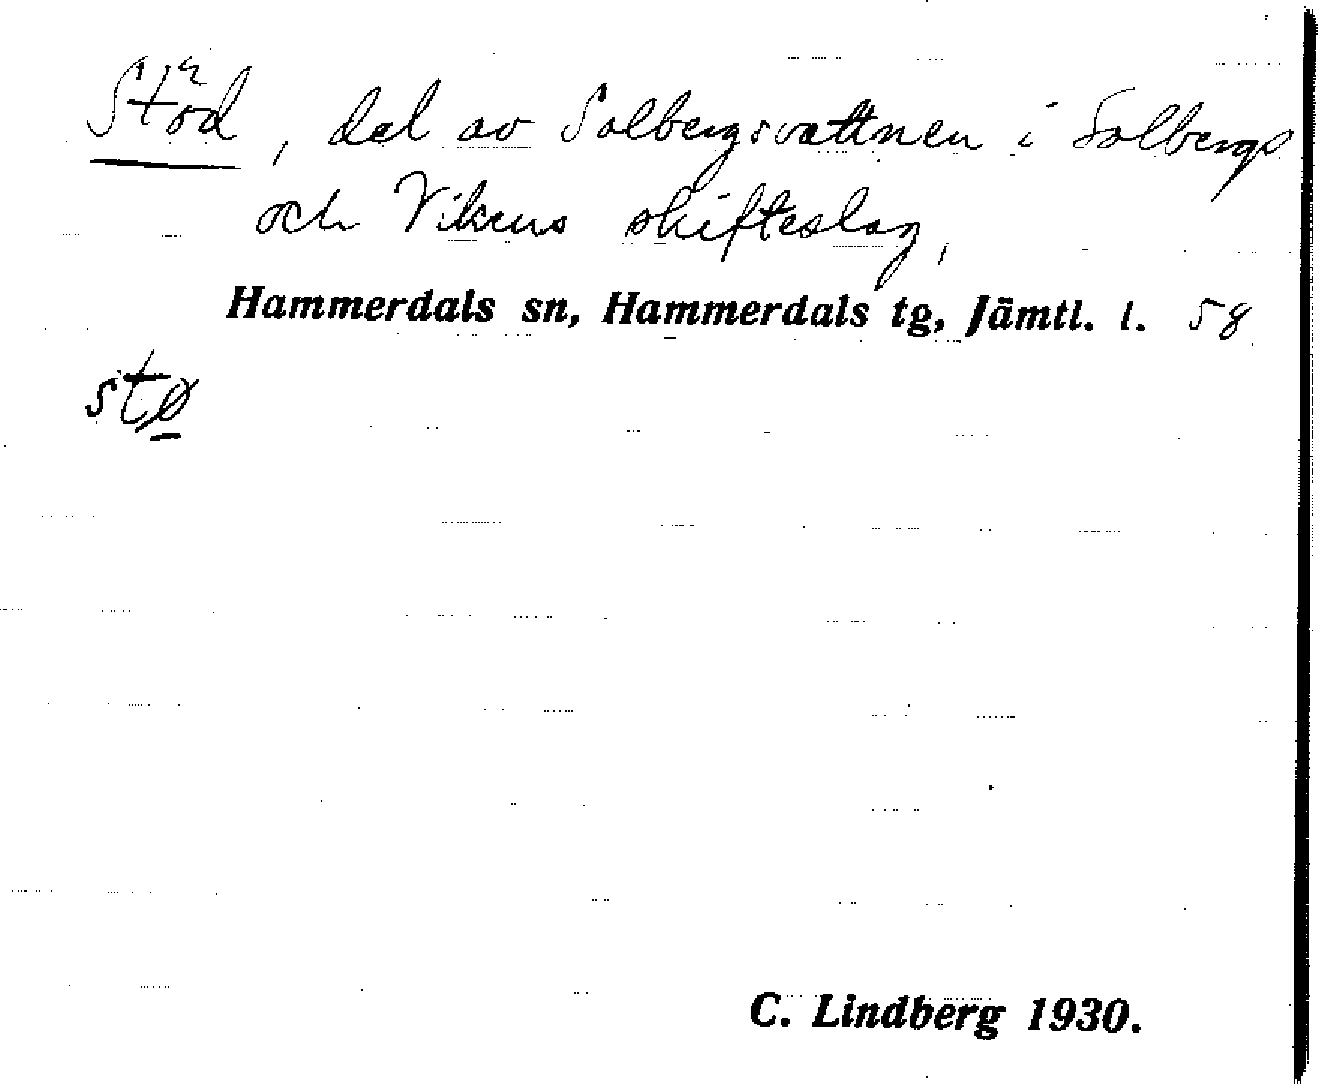 Stöd, del av Solbergsvattnen i Solbergs
och Vikens skifteslag,
Hammerdals sn, Hammerdals tg, Jämtl. l. 58
stø
C. Lindberg 1930.